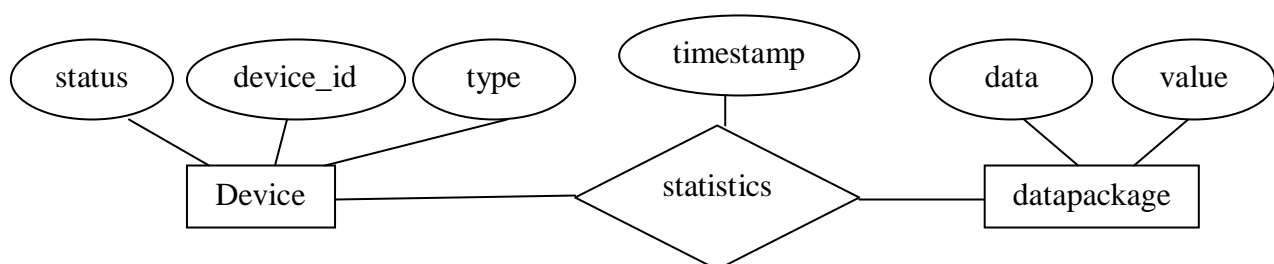 timestamp
status
device_id
type
data
value
statistics
Device
datapackage